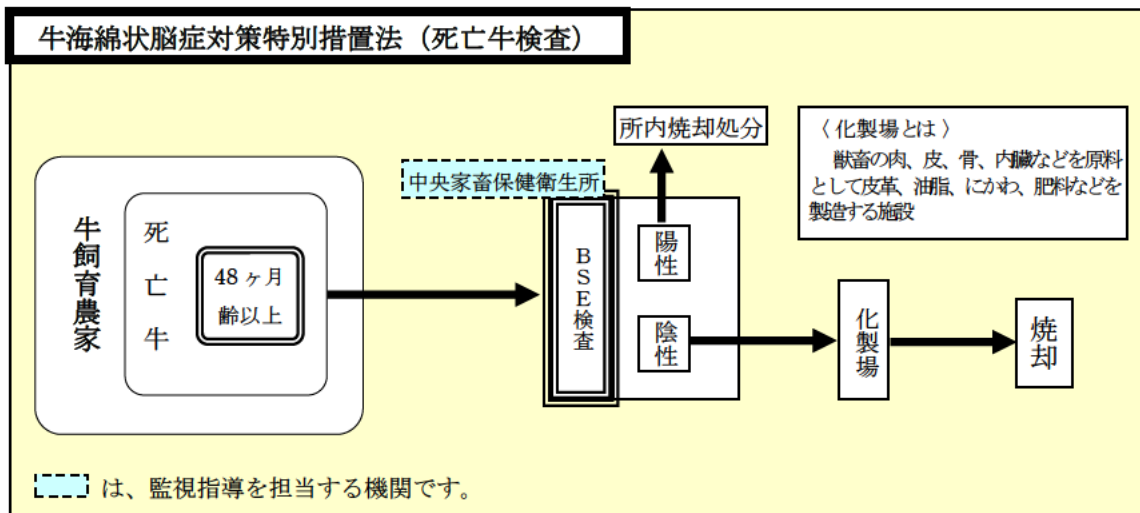 牛海綿状脳症対策特別措置法（死亡牛検査）
所内焼却処分
〈 化製場とは 〉
獣畜の肉、皮、骨、内臓などを原料
として皮革、油脂、にかわ、肥料などを
製造する施設
中央家畜保健衛生所
牛飼育農家
死亡牛
48ヶ月
齢以上
BSE検査
陽性
陰性
化製場
焼却
は、監視指導を担当する機関です。